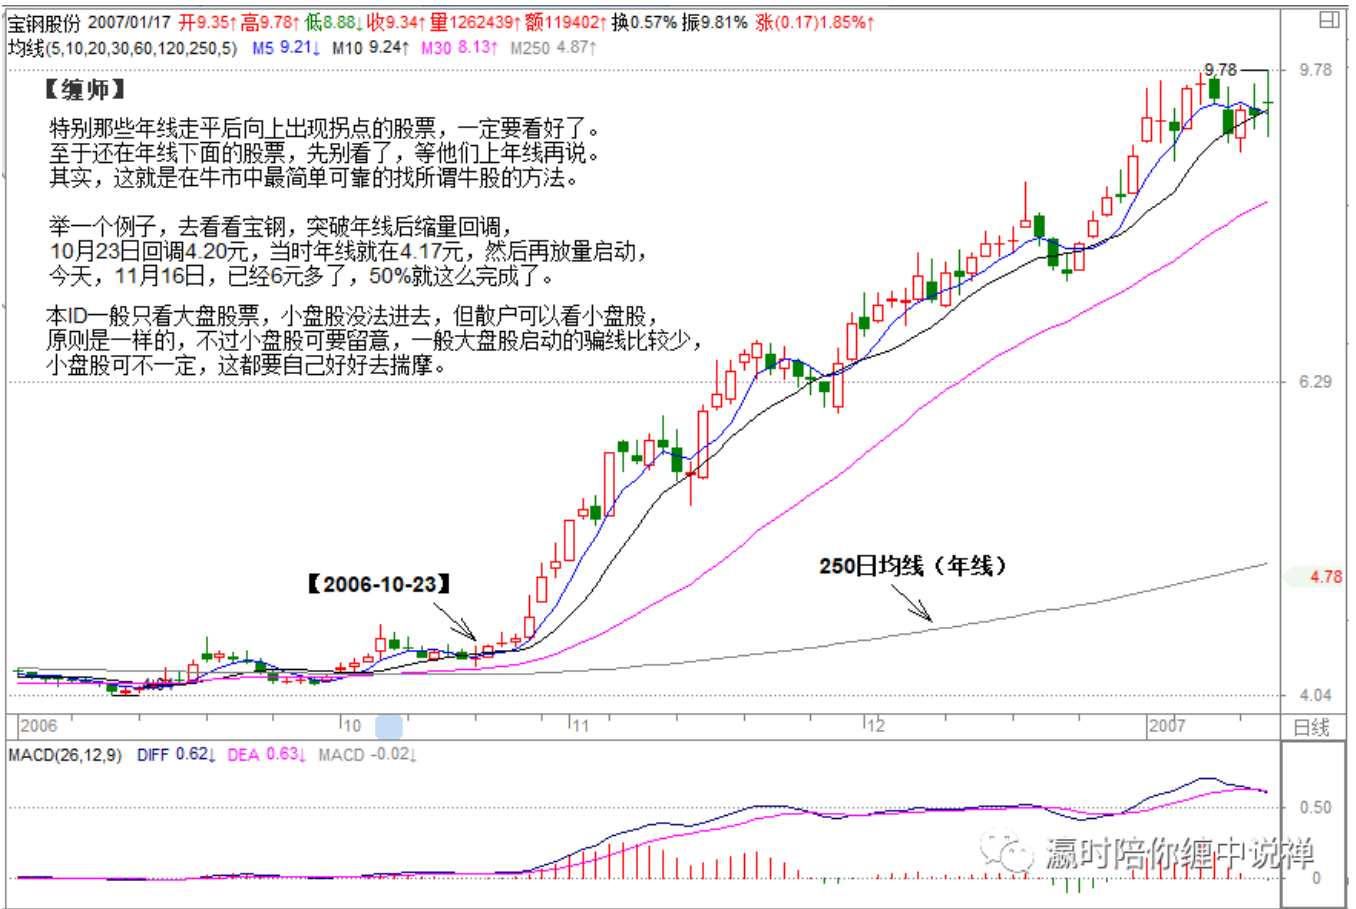 宝钢股份 2007/01/17 开9.35↑高9.78↑低8.88↓收9.34↑量1262439↑额119402↑换0.57%振9.81% 涨(0.17)1.85%↑
均线(5,10,20,30,60,120,250,5) M5 9.21↓ M10 9.24↑ M30 8.13↑ M250 4.87↑
9.78
9.78
【缠师】
特别那些年线走平后向上出现拐点的股票，一定要看好了。
至于还在年线下面的股票，先别看了，等他们上年线再说。
其实，这就是在牛市中最简单可靠的找所谓牛股的方法。
举一个例子，去看看宝钢，突破年线后缩量回调，
10月23日回调4.20元，当时年线就在4.17元，然后再放量启动，
今天，11月16日，已经6元多了，50%就这么完成了。
本ID一般只看大盘股票，小盘股没法进去，但散户可以看小盘股，
原则是一样的，不过小盘股可要留意，一般大盘股启动的骗线比较少，
小盘股可不一定，这都要自己好好去揣摩。
6.29
250日均线（年线）
【2006-10-23】
4.78
4.04
2006 10 11 12 2007 日线
MACD(26,12,9) DIFF 0.62↓ DEA 0.63↓ MACD -0.02↓
0.50
瀛时陪你缠中说禅
0